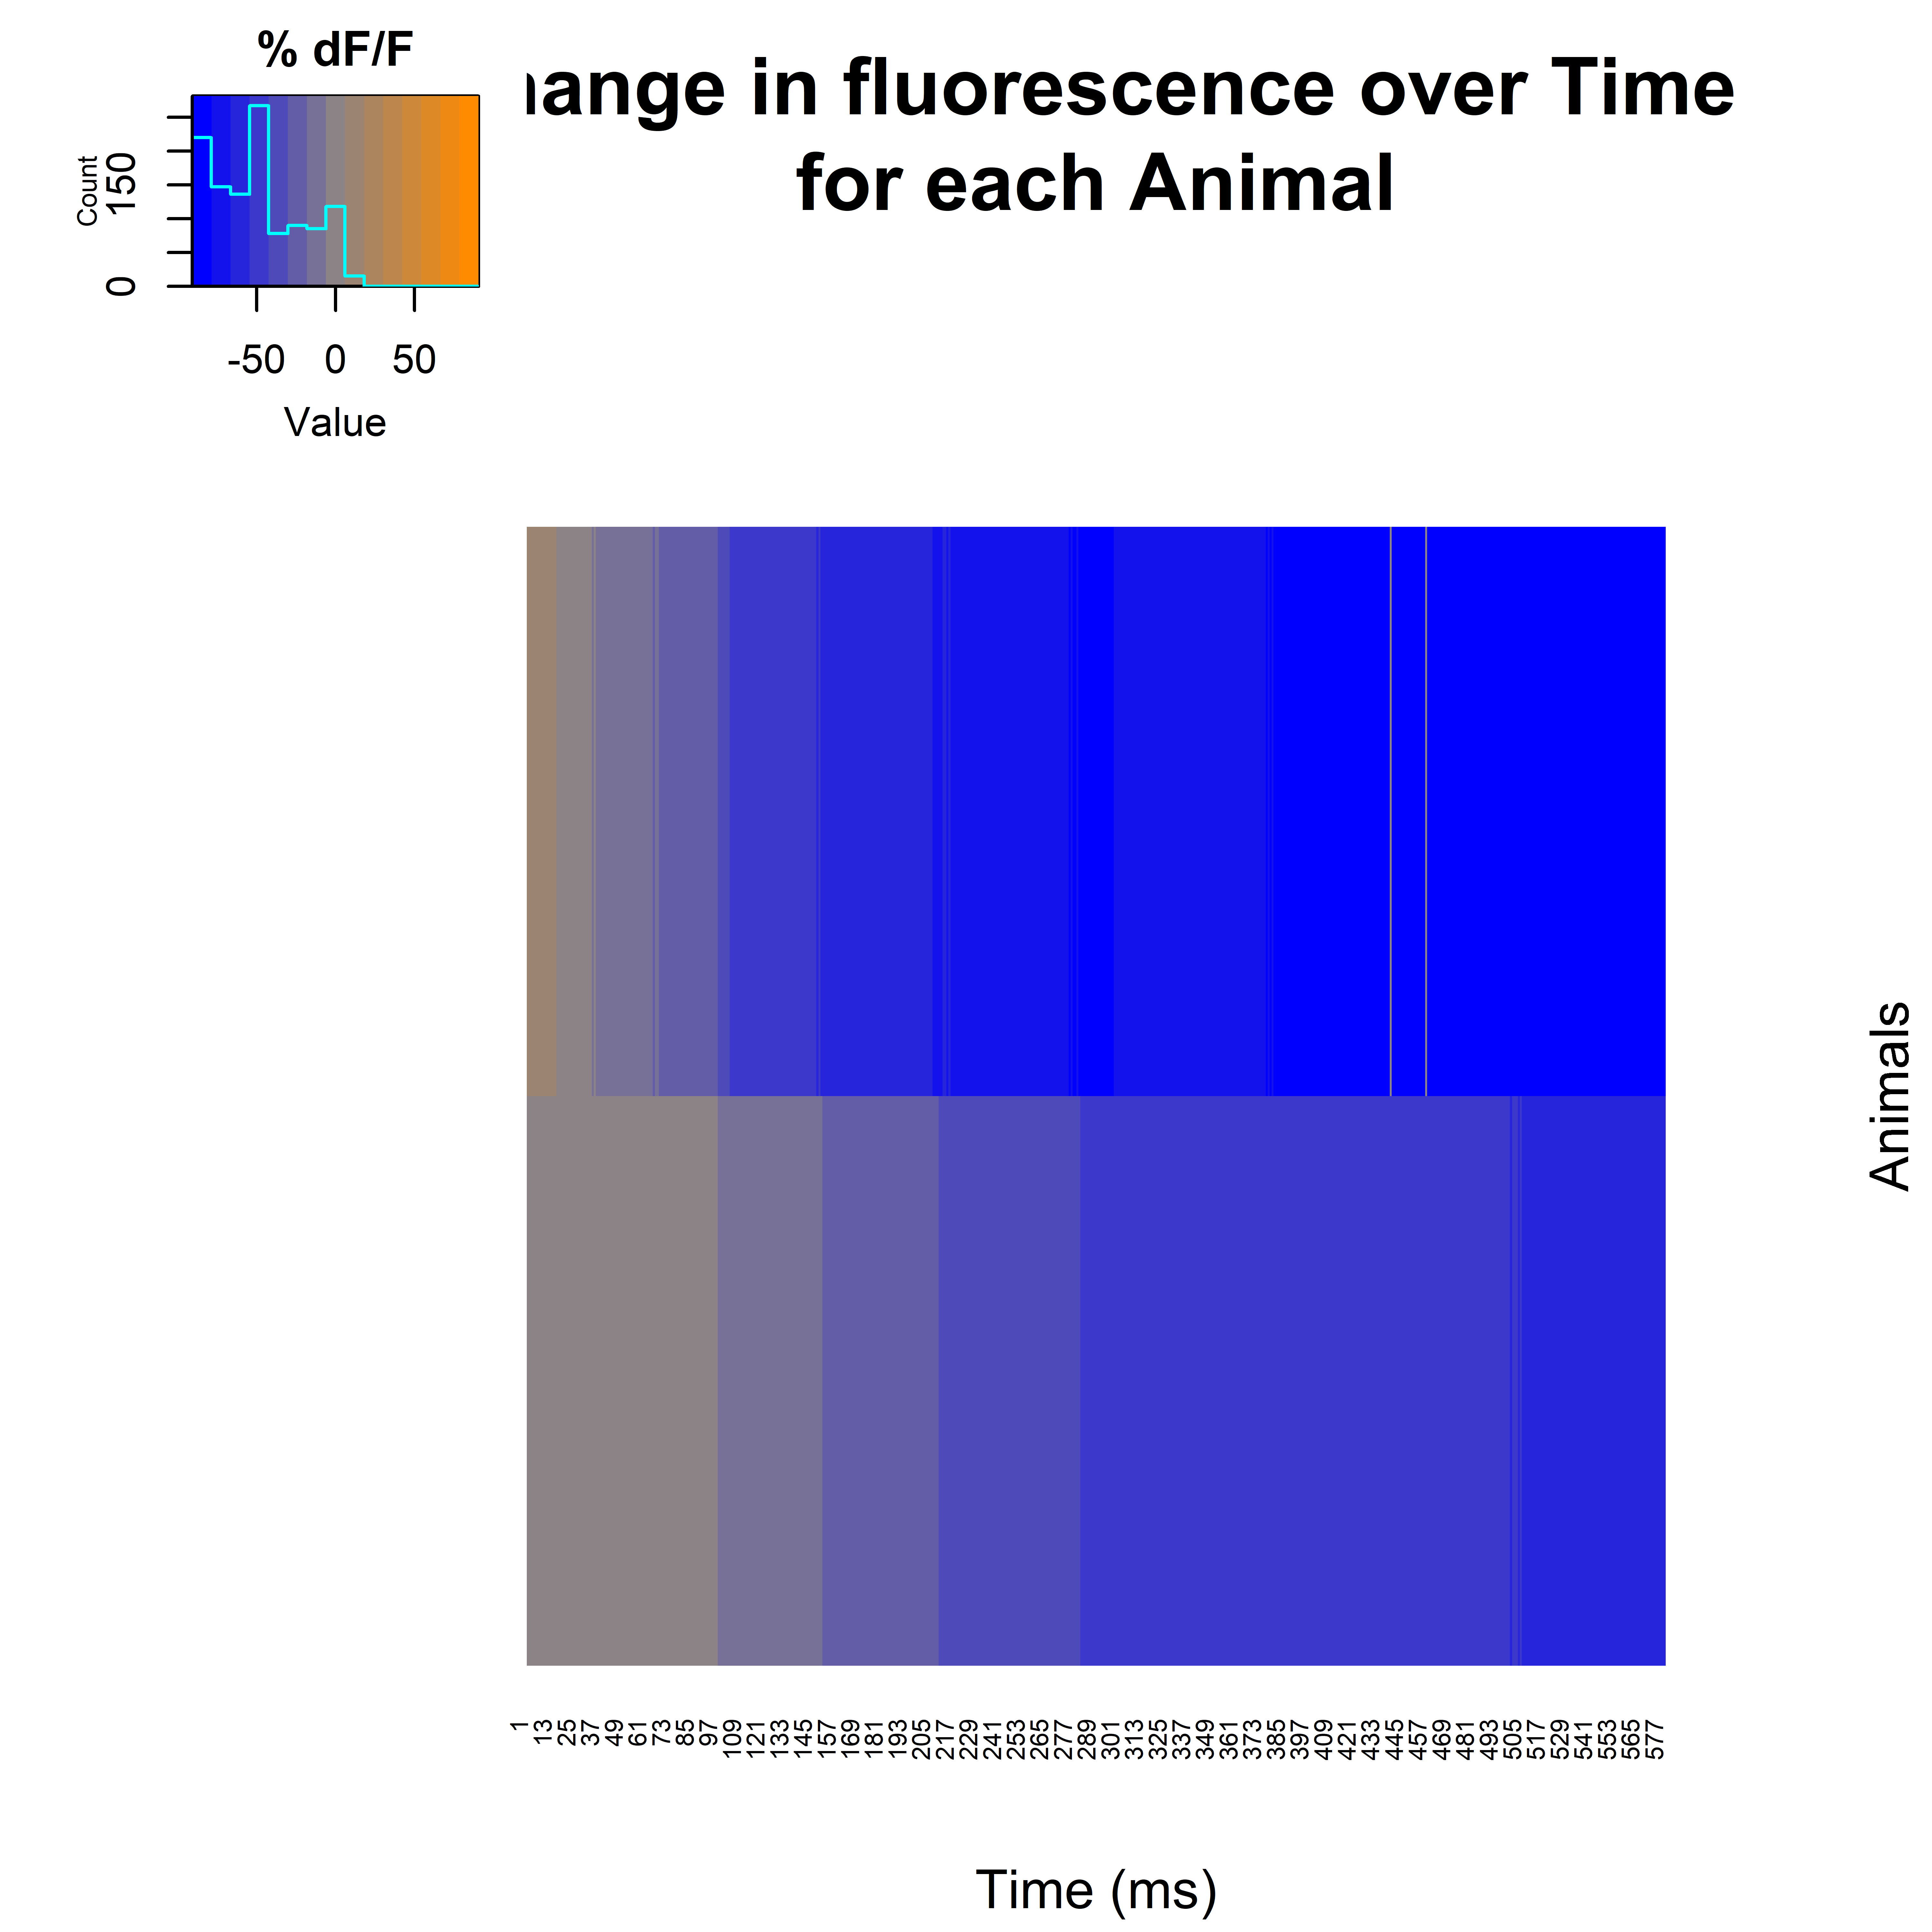 % dF/F
hange in fluorescence over Time
for each Animal
Count
0 150
-50 0 50
Value
Animals
1 13 25 37 49 61 73 85 97 109 121 133 145 157 169 181 193 205 217 229 241 253 265 277 289 301 313 325 337 349 361 373 385 397 409 421 433 445 457 469 481 493 505 517 529 541 553 565 577
Time (ms)